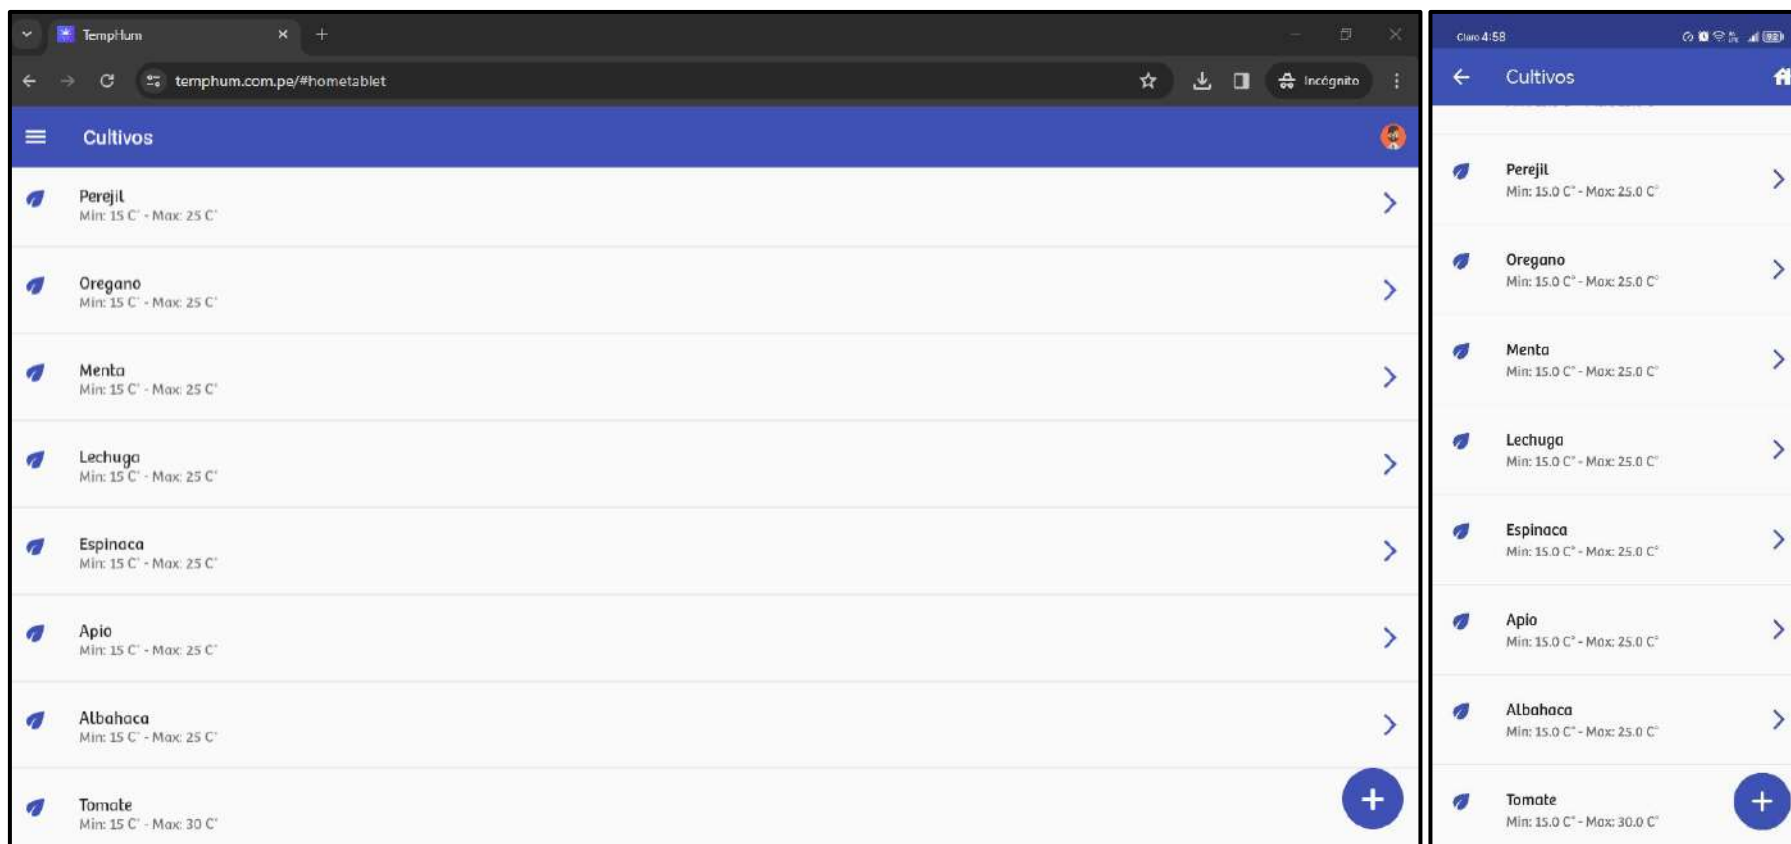 TempHum
temphum.com.pe/#hometablet
Incógnito
Cultivos
Perejil
Min: 15 C° - Max: 25 C°
Oregano
Min: 15 C° - Max: 25 C°
Menta
Min: 15 C° - Max: 25 C°
Lechuga
Min: 15 C° - Max: 25 C°
Espinaca
Min: 15 C° - Max: 25 C°
Apio
Min: 15 C° - Max: 25 C°
Albahaca
Min: 15 C° - Max: 25 C°
Tomate
Min: 15 C° - Max: 30 C°
Claro 4:58
92
Cultivos
Perejil
Min: 15.0 C° - Max: 25.0 C°
Oregano
Min: 15.0 C° - Max: 25.0 C°
Menta
Min: 15.0 C° - Max: 25.0 C°
Lechuga
Min: 15.0 C° - Max: 25.0 C°
Espinaca
Min: 15.0 C° - Max: 25.0 C°
Apio
Min: 15.0 C° - Max: 25.0 C°
Albahaca
Min: 15.0 C° - Max: 25.0 C°
Tomate
Min: 15.0 C° - Max: 30.0 C°